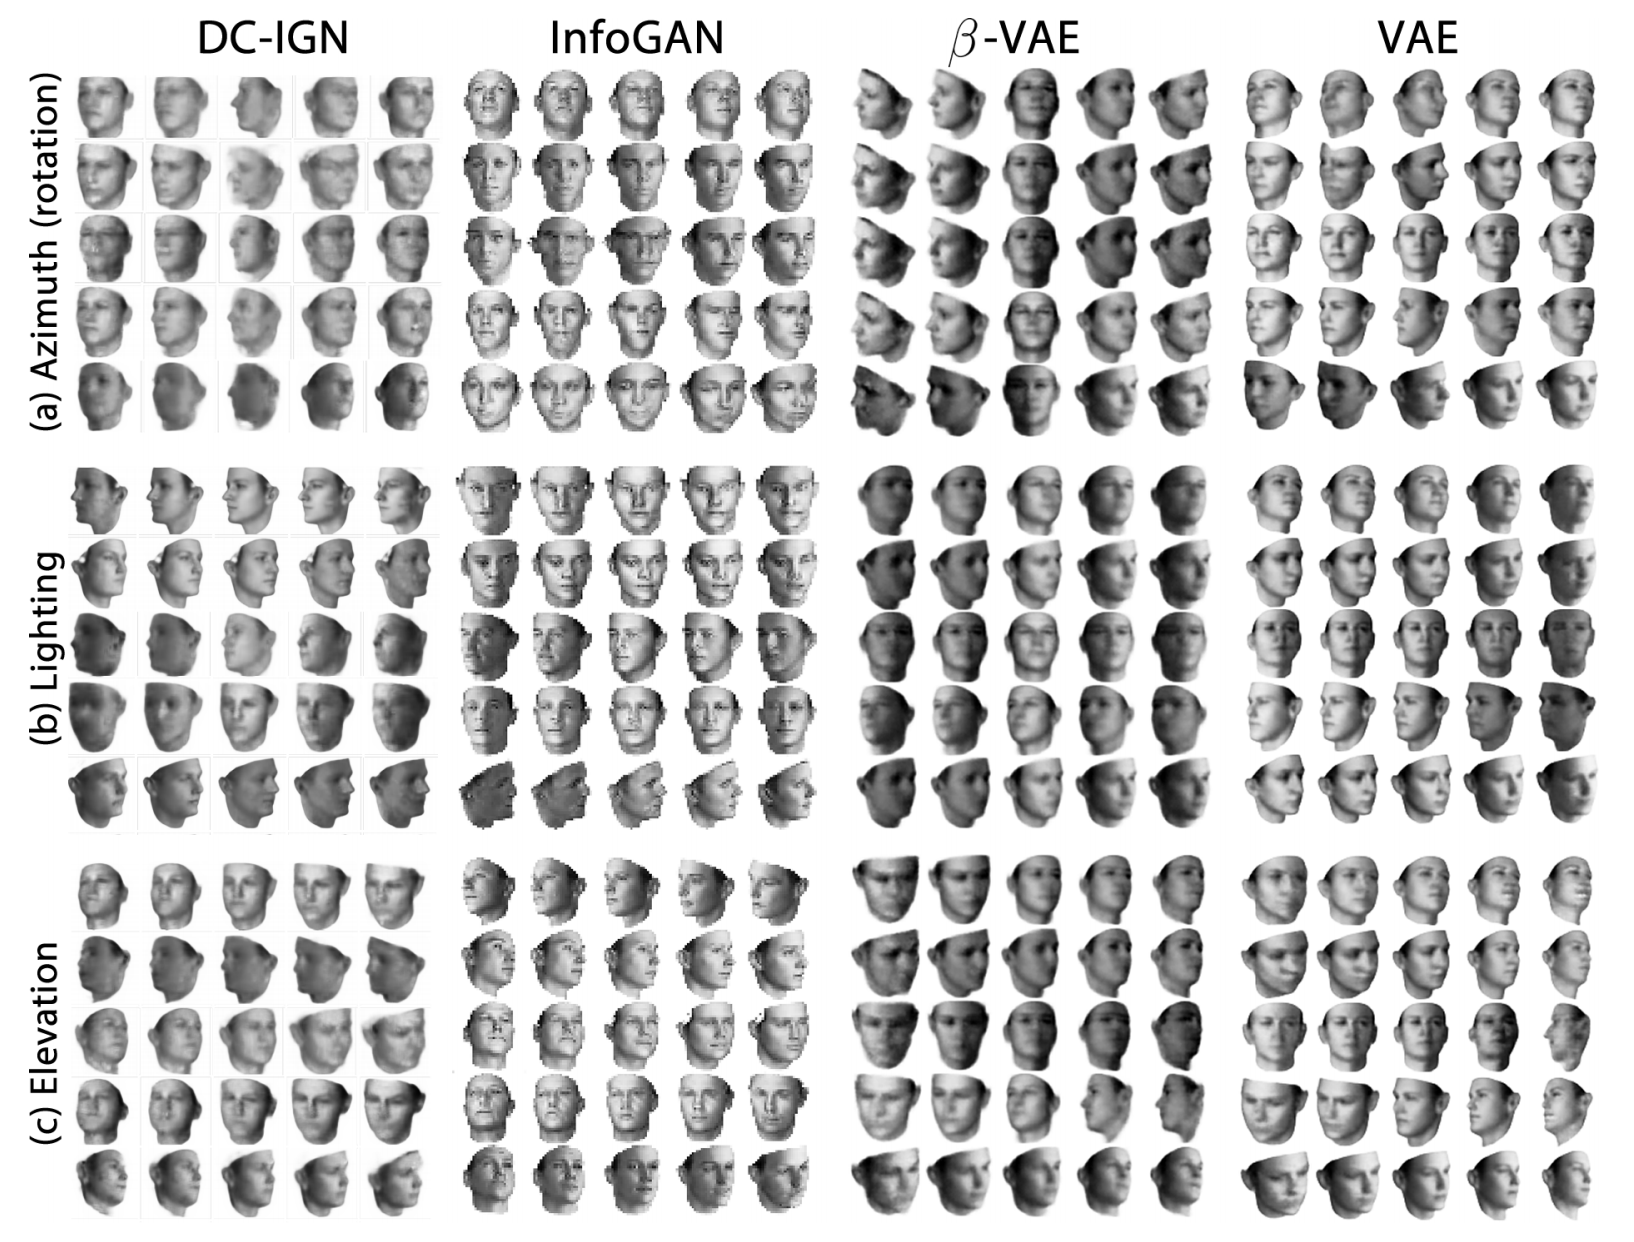 DC-IGN
InfoGAN
β-VAE
VAE
(a) Azimuth (rotation)
(b) Lighting
(c) Elevation